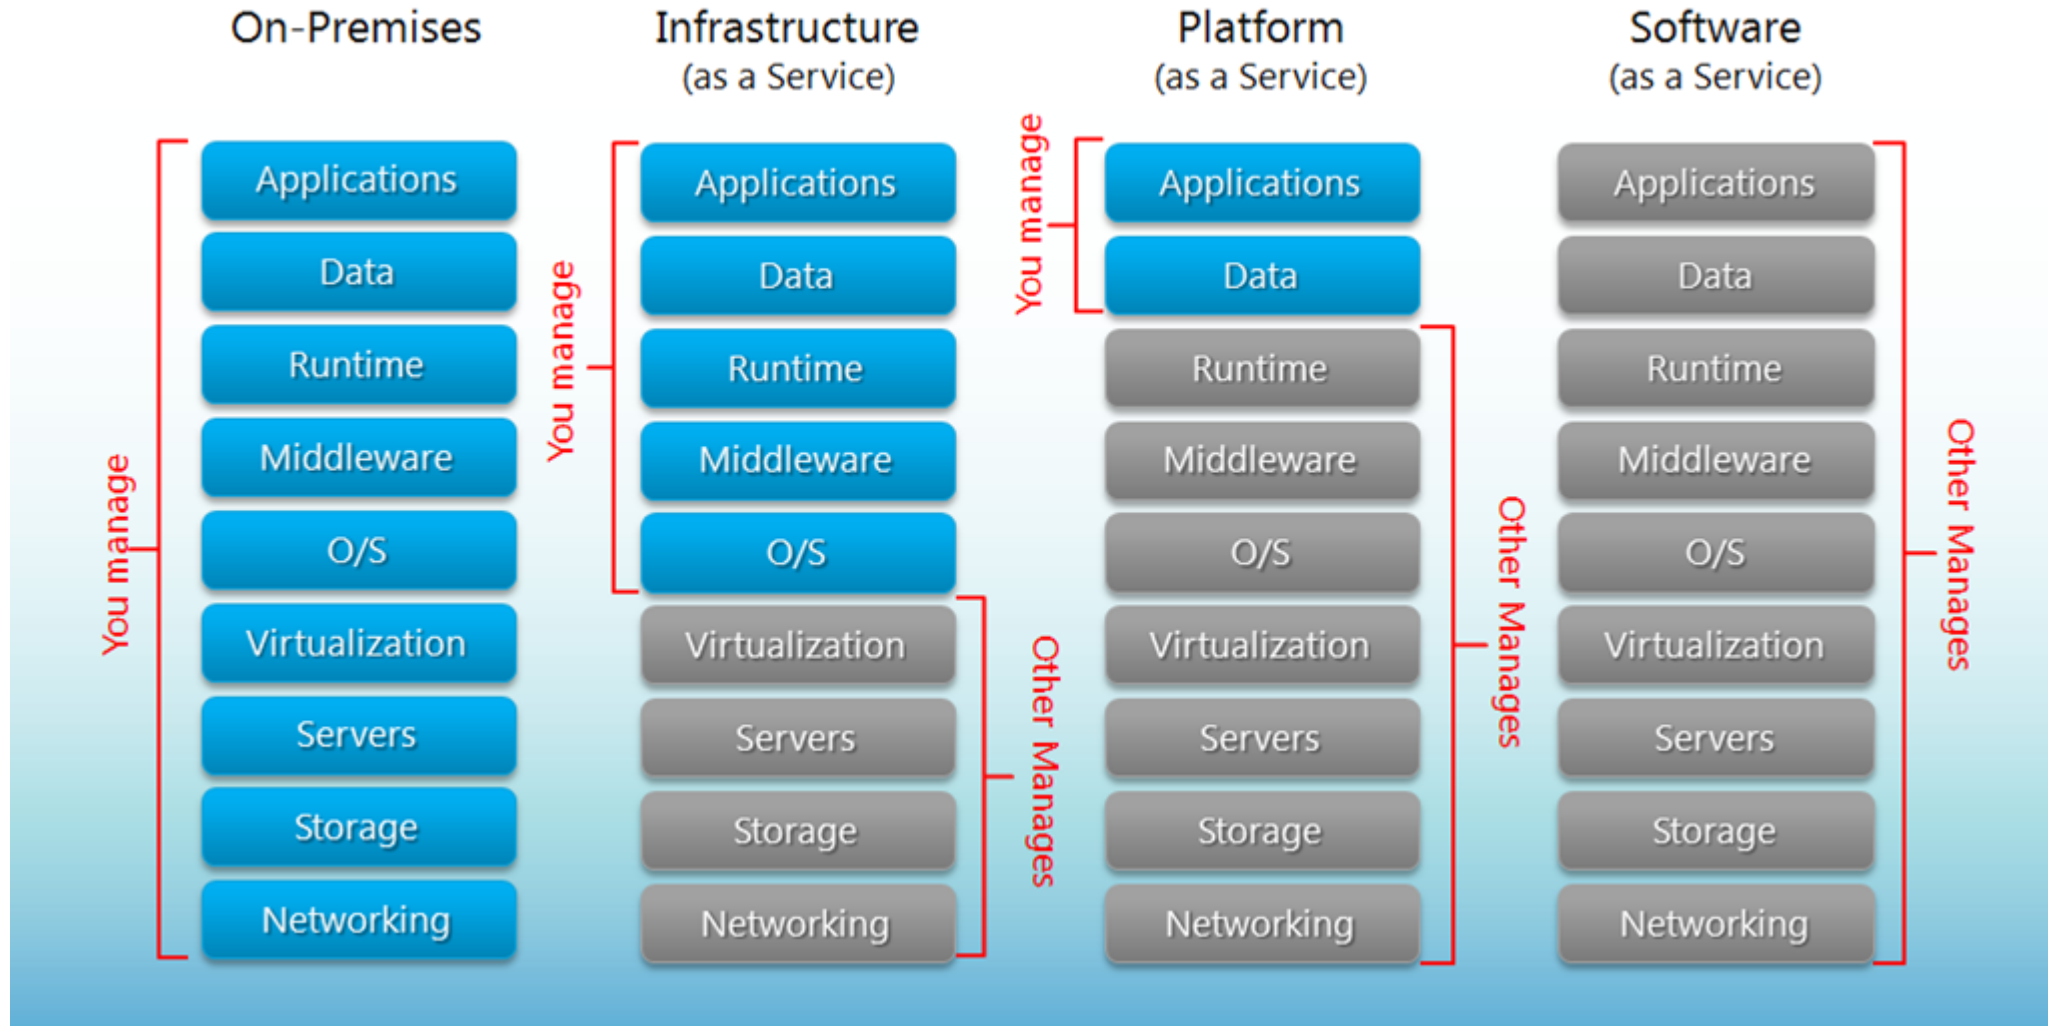 On-Premises
You manage
Applications
Data
Runtime
Middleware
O/S
Virtualization
Servers
Storage
Networking
Infrastructure
(as a Service)
You manage
Applications
Data
Runtime
Middleware
O/S
Virtualization
Servers
Storage
Networking
Other Manages
Platform
(as a Service)
You manage
Applications
Data
Runtime
Middleware
O/S
Virtualization
Servers
Storage
Networking
Other Manages
Software
(as a Service)
Applications
Data
Runtime
Middleware
O/S
Virtualization
Servers
Storage
Networking
Other Manages